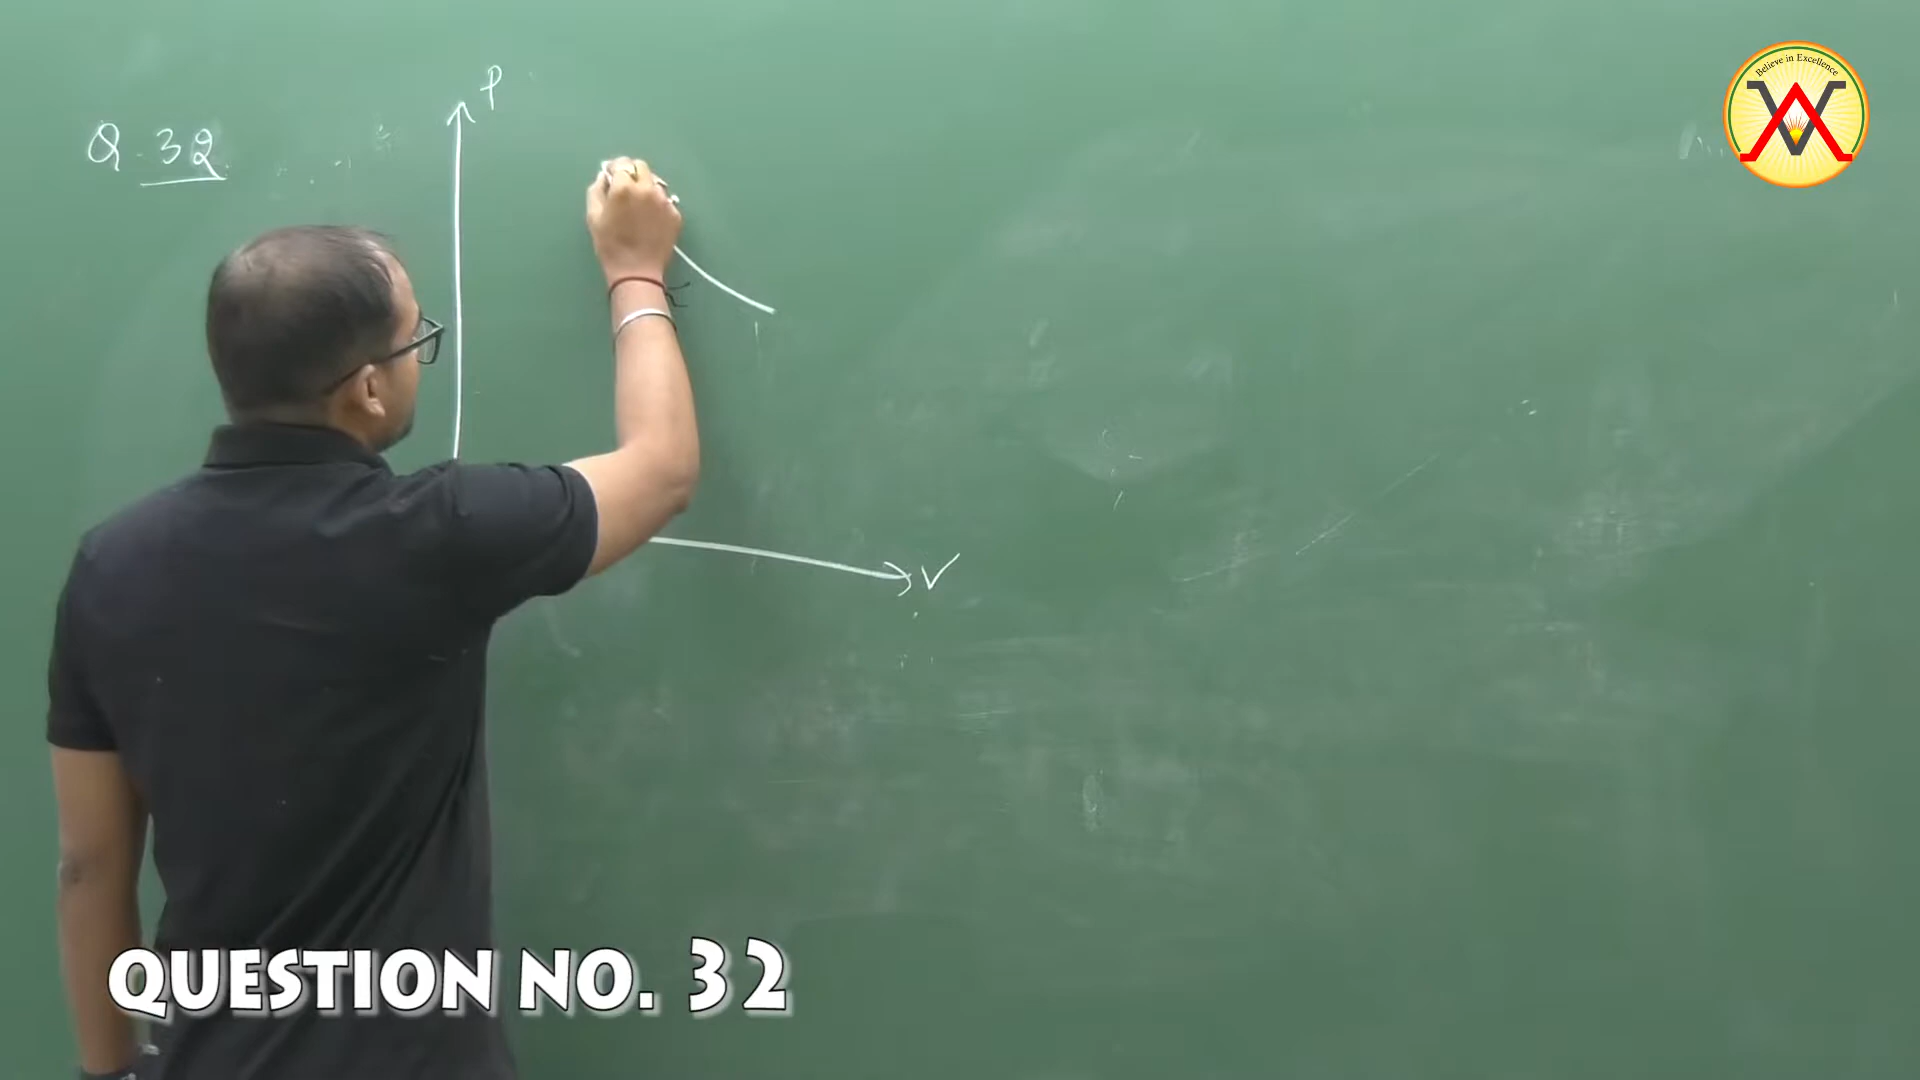 P
Q. 32
V
Believe in Excellence
QUESTION NO. 32